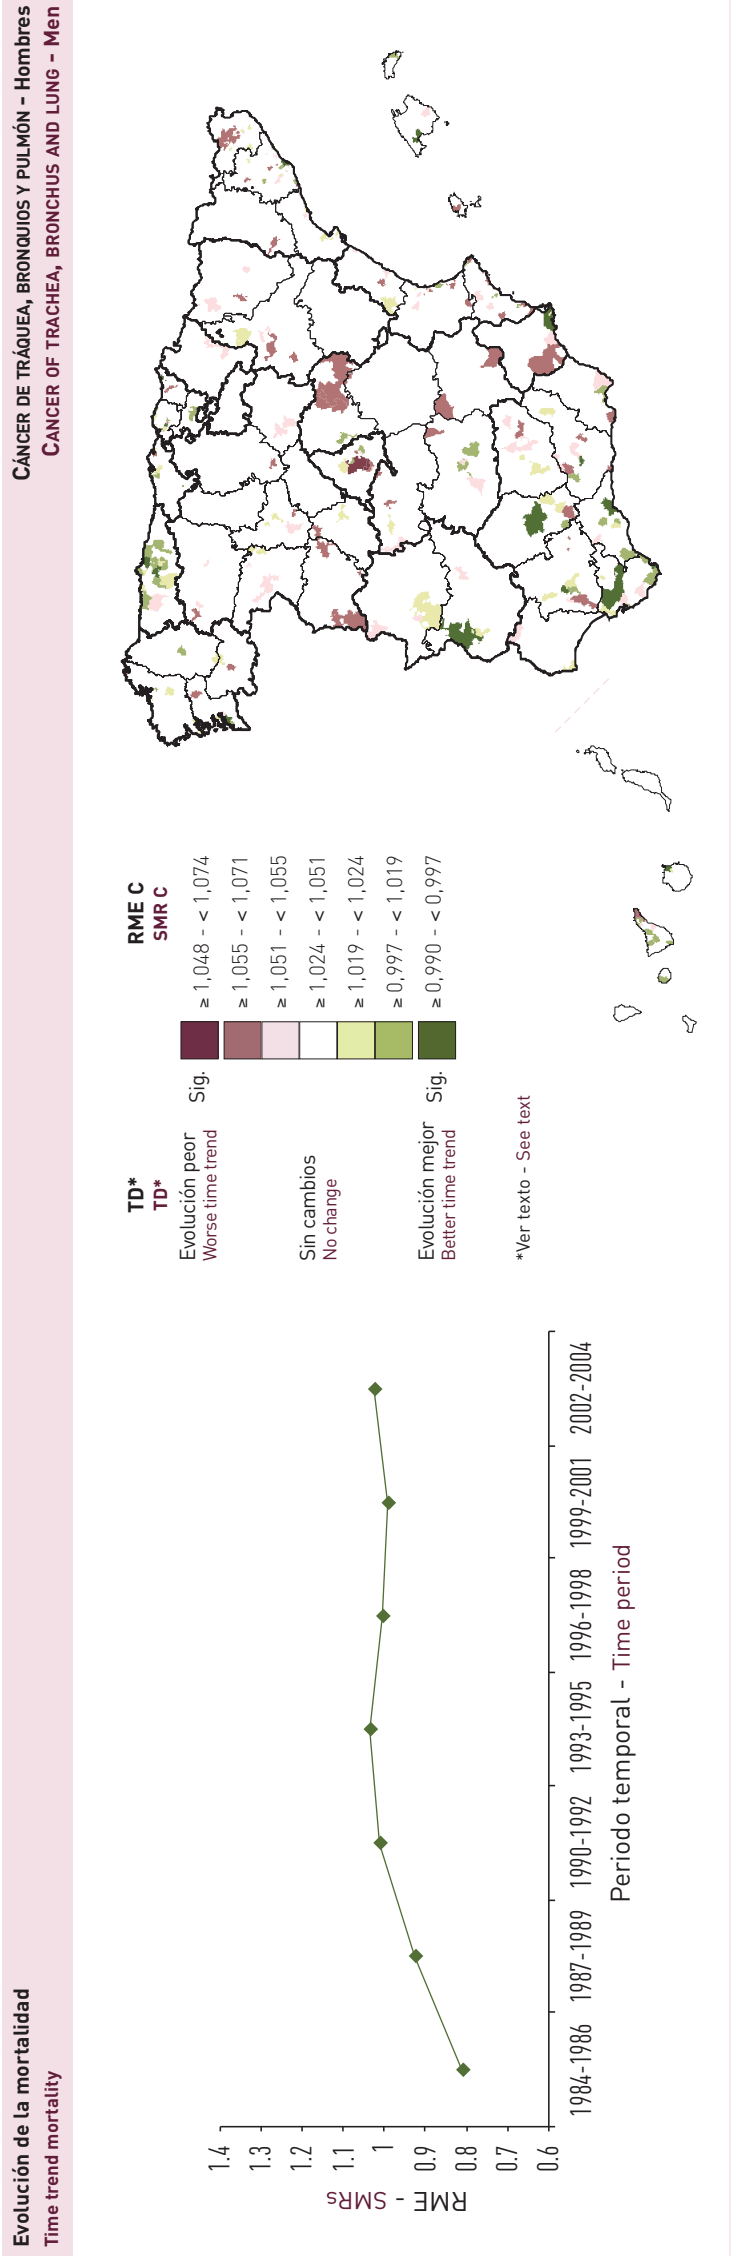 Evolución de la mortalidad
Time trend mortality
CÁNCER DE TRÁQUEA, BRONQUIOS Y PULMÓN - Hombres
CANCER OF TRACHEA, BRONCHUS AND LUNG - Men
RME - SMRs
1.4
1.3
1.2
1.1
1
0.9
0.8
0.7
0.6
1984-1986
1987-1989
1990-1992
1993-1995
1996-1998
1999-2001
2002-2004
Periodo temporal - Time period
TD*
TD*
RME C
SMR C
Evolución peor
Worse time trend
Sig.
≥ 1,048 - < 1,074
≥ 1,055 - < 1,071
≥ 1,051 - < 1,055
Sin cambios
No change
≥ 1,024 - < 1,051
≥ 1,019 - < 1,024
≥ 0,997 - < 1,019
Evolución mejor
Better time trend
Sig.
≥ 0,990 - < 0,997
*Ver texto - See text